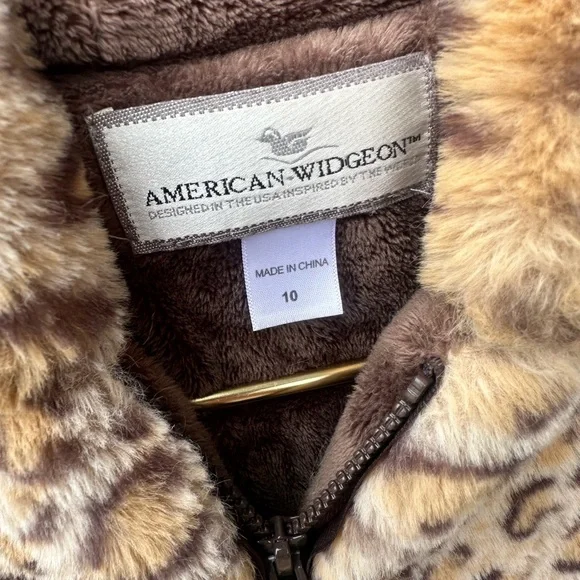 AMERICAN·WIDGEON™
DESIGNED IN THE USA INSPIRED BY THE
MADE IN CHINA
10